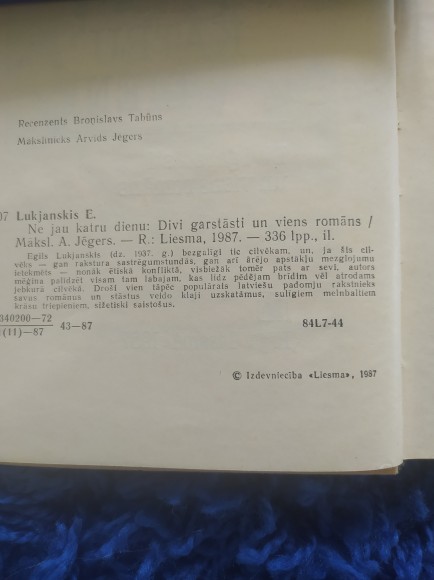 Recenzents Broņislavs Tabūns
Mākslinieks Arvīds Jēgers
07 Lukjanskis E.
Ne jau katru dienu: Divi garstāsti un viens romāns /
Māksl. A. Jēgers. — R.: Liesma, 1987. — 336 lpp., il.
Egīls Lukjanskis (dz. 1937. g.) bezgalīgi tic cilvēkam, un, ja šis cil-
vēks — gan rakstura sastrēgumstundās, gan arī ārējo apstākļu mezglojumu
ietekmēts — nonāk ētiskā konfliktā, visbiežāk tomēr pats ar sevi, autors
mēģina palīdzēt visam tam labajam, kas līdz pēdējam brīdim vēl atrodams
jebkurā cilvēkā. Droši vien tāpēc populārais latviešu padomju rakstnieks
savus romānus un stāstus veido klaji uzskatāmus, sulīgiem melnbaltiem
krāsu triepieniem, sižetiski saistošus.
340200—72
(11)—87 43—87 84L7-44
© Izdevniecība «Liesma», 1987